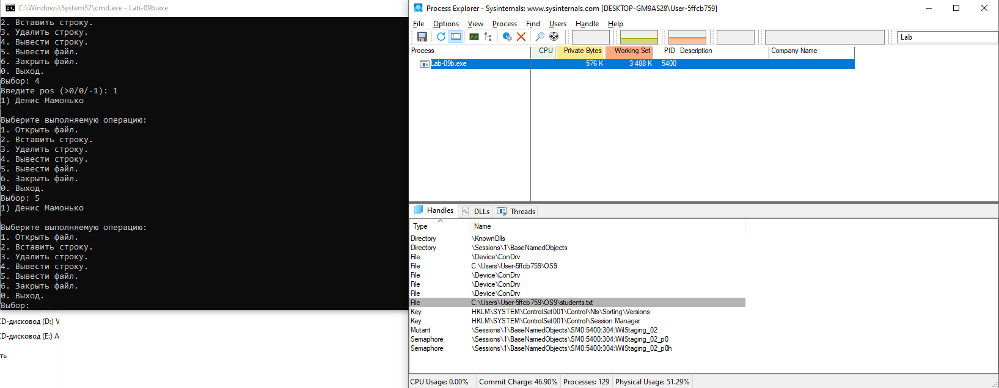 C:\Windows\System32\cmd.exe - Lab-09b.exe
2. Вставить строку.
3. Удалить строку.
4. Вывести строку.
5. Вывести файл.
6. Закрыть файл.
0. Выход.
Выбор: 4
Введите pos (>0/0/-1): 1
1) Денис Мамонько
Выберите выполняемую операцию:
1. Открыть файл.
2. Вставить строку.
3. Удалить строку.
4. Вывести строку.
5. Вывести файл.
6. Закрыть файл.
0. Выход.
Выбор: 5
1) Денис Мамонько
Выберите выполняемую операцию:
1. Открыть файл.
2. Вставить строку.
3. Удалить строку.
4. Вывести строку.
5. Вывести файл.
6. Закрыть файл.
0. Выход.
Выбор:
CD-дисковод (D:) V
CD-дисковод (E:) A
ть
Process Explorer - Sysinternals: www.sysinternals.com [DESKTOP-GM9AS28\User-5ffcb759]
File Options View Process Find Users Handle Help
Lab
Process CPU Private Bytes Working Set PID Description Company Name
Lab-09b.exe 576 K 3 488 K 5400
Handles DLLs Threads
Type Name
Directory \KnownDlls
Directory \Sessions\1\BaseNamedObjects
File \Device\ConDrv
File C:\Users\User-5ffcb759\OS9
File \Device\ConDrv
File \Device\ConDrv
File \Device\ConDrv
File C:\Users\User-5ffcb759\OS9\students.txt
Key HKLM\SYSTEM\ControlSet001\Control\Nls\Sorting\Versions
Key HKLM\SYSTEM\ControlSet001\Control\Session Manager
Mutant \Sessions\1\BaseNamedObjects\SM0:5400:304:WilStaging_02
Semaphore \Sessions\1\BaseNamedObjects\SM0:5400:304:WilStaging_02_p0
Semaphore \Sessions\1\BaseNamedObjects\SM0:5400:304:WilStaging_02_p0h
CPU Usage: 0.00% Commit Charge: 46.90% Processes: 129 Physical Usage: 51.29%